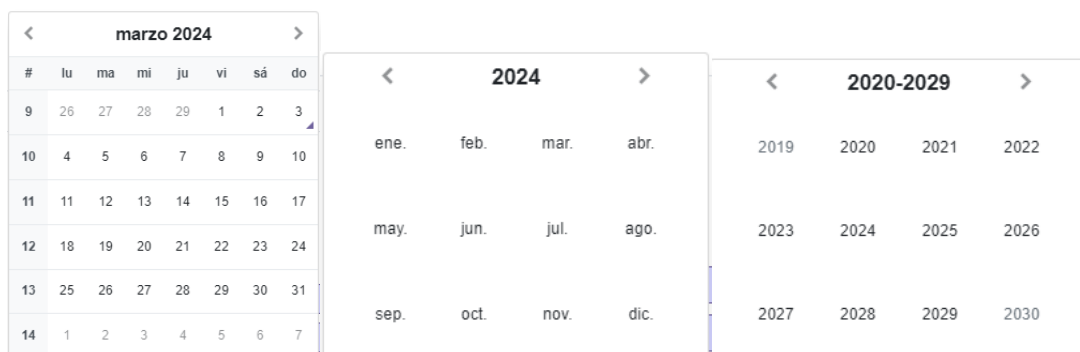 marzo 2024
# lu ma mi ju vi sá do
9 26 27 28 29 1 2 3
10 4 5 6 7 8 9 10
11 11 12 13 14 15 16 17
12 18 19 20 21 22 23 24
13 25 26 27 28 29 30 31
14 1 2 3 4 5 6 7
2024
ene. feb. mar. abr.
may. jun. jul. ago.
sep. oct. nov. dic.
2020-2029
2019 2020 2021 2022
2023 2024 2025 2026
2027 2028 2029 2030